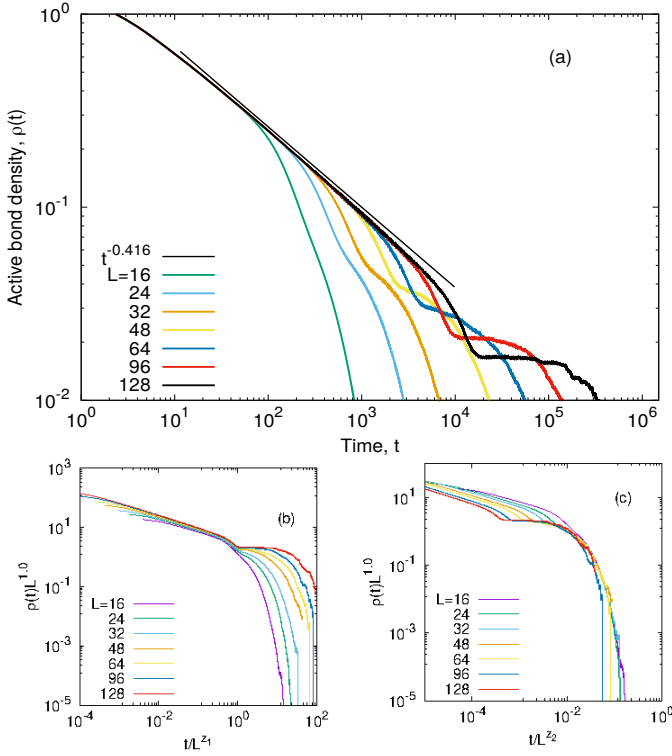 10^0
10^-1
10^-2
10^0 10^1 10^2 10^3 10^4 10^5 10^6
Active bond density, ρ(t)
Time, t
(a)
t^-0.416
L=16
24
32
48
64
96
128
10^3
10^1
10^-1
10^-3
10^-5
10^-4 10^-2 10^0 10^2
ρ(t)L^1.0
t/L^z_1
(b)
L=16
24
32
48
64
96
128
10^1
10^-1
10^-3
10^-5
10^-4 10^-2 10^0
ρ(t)L^1.0
t/L^z_2
(c)
L=16
24
32
48
64
96
128